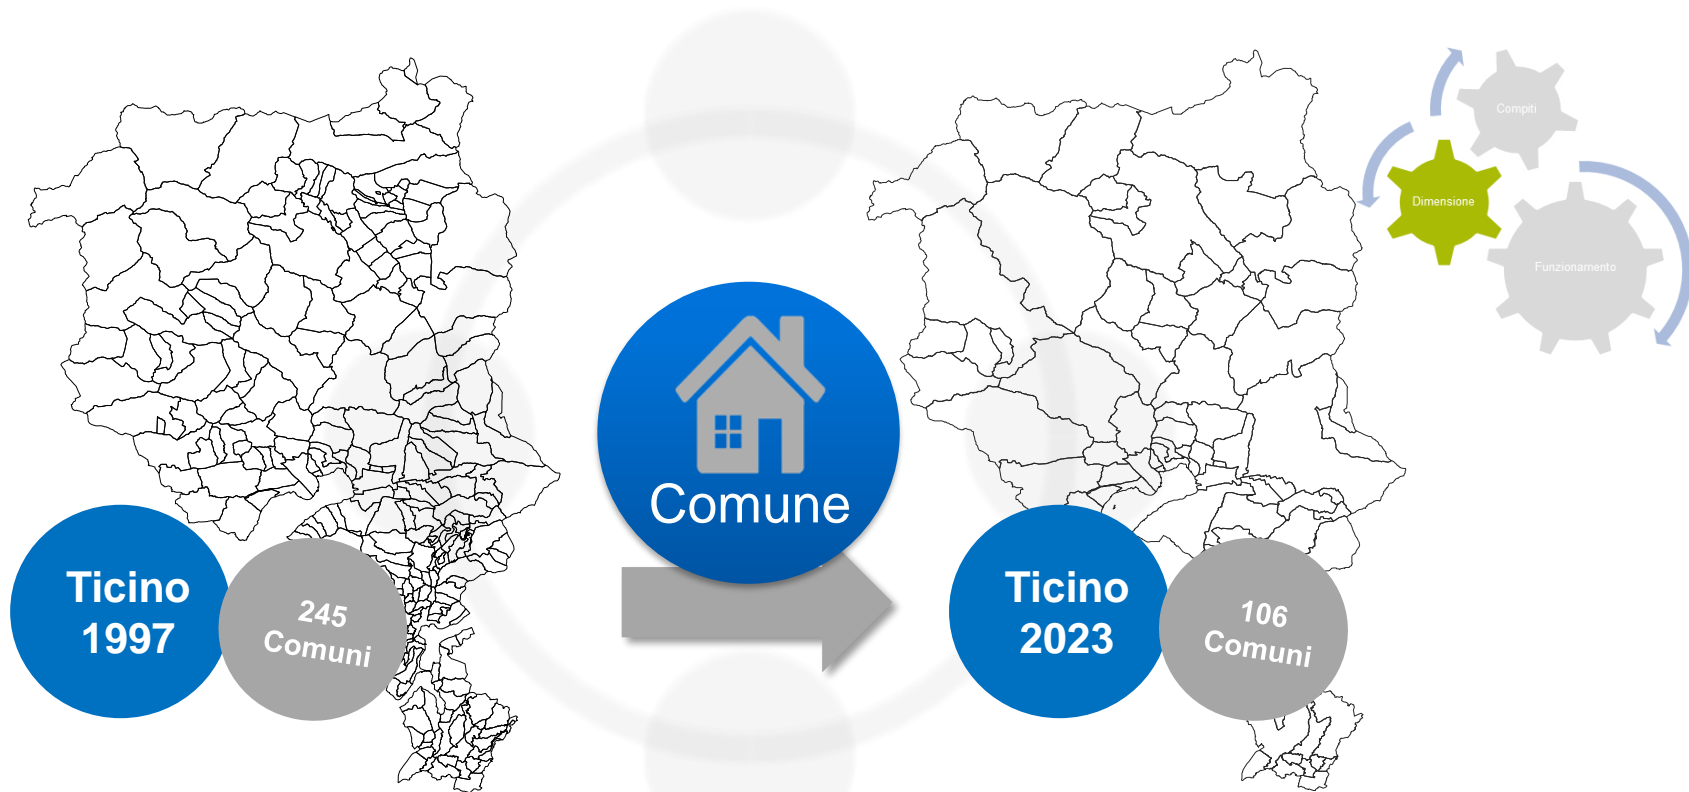 Compiti
Dimensione
Funzionamento
Comune
Ticino
1997
245
Comuni
Ticino
2023
106
Comuni